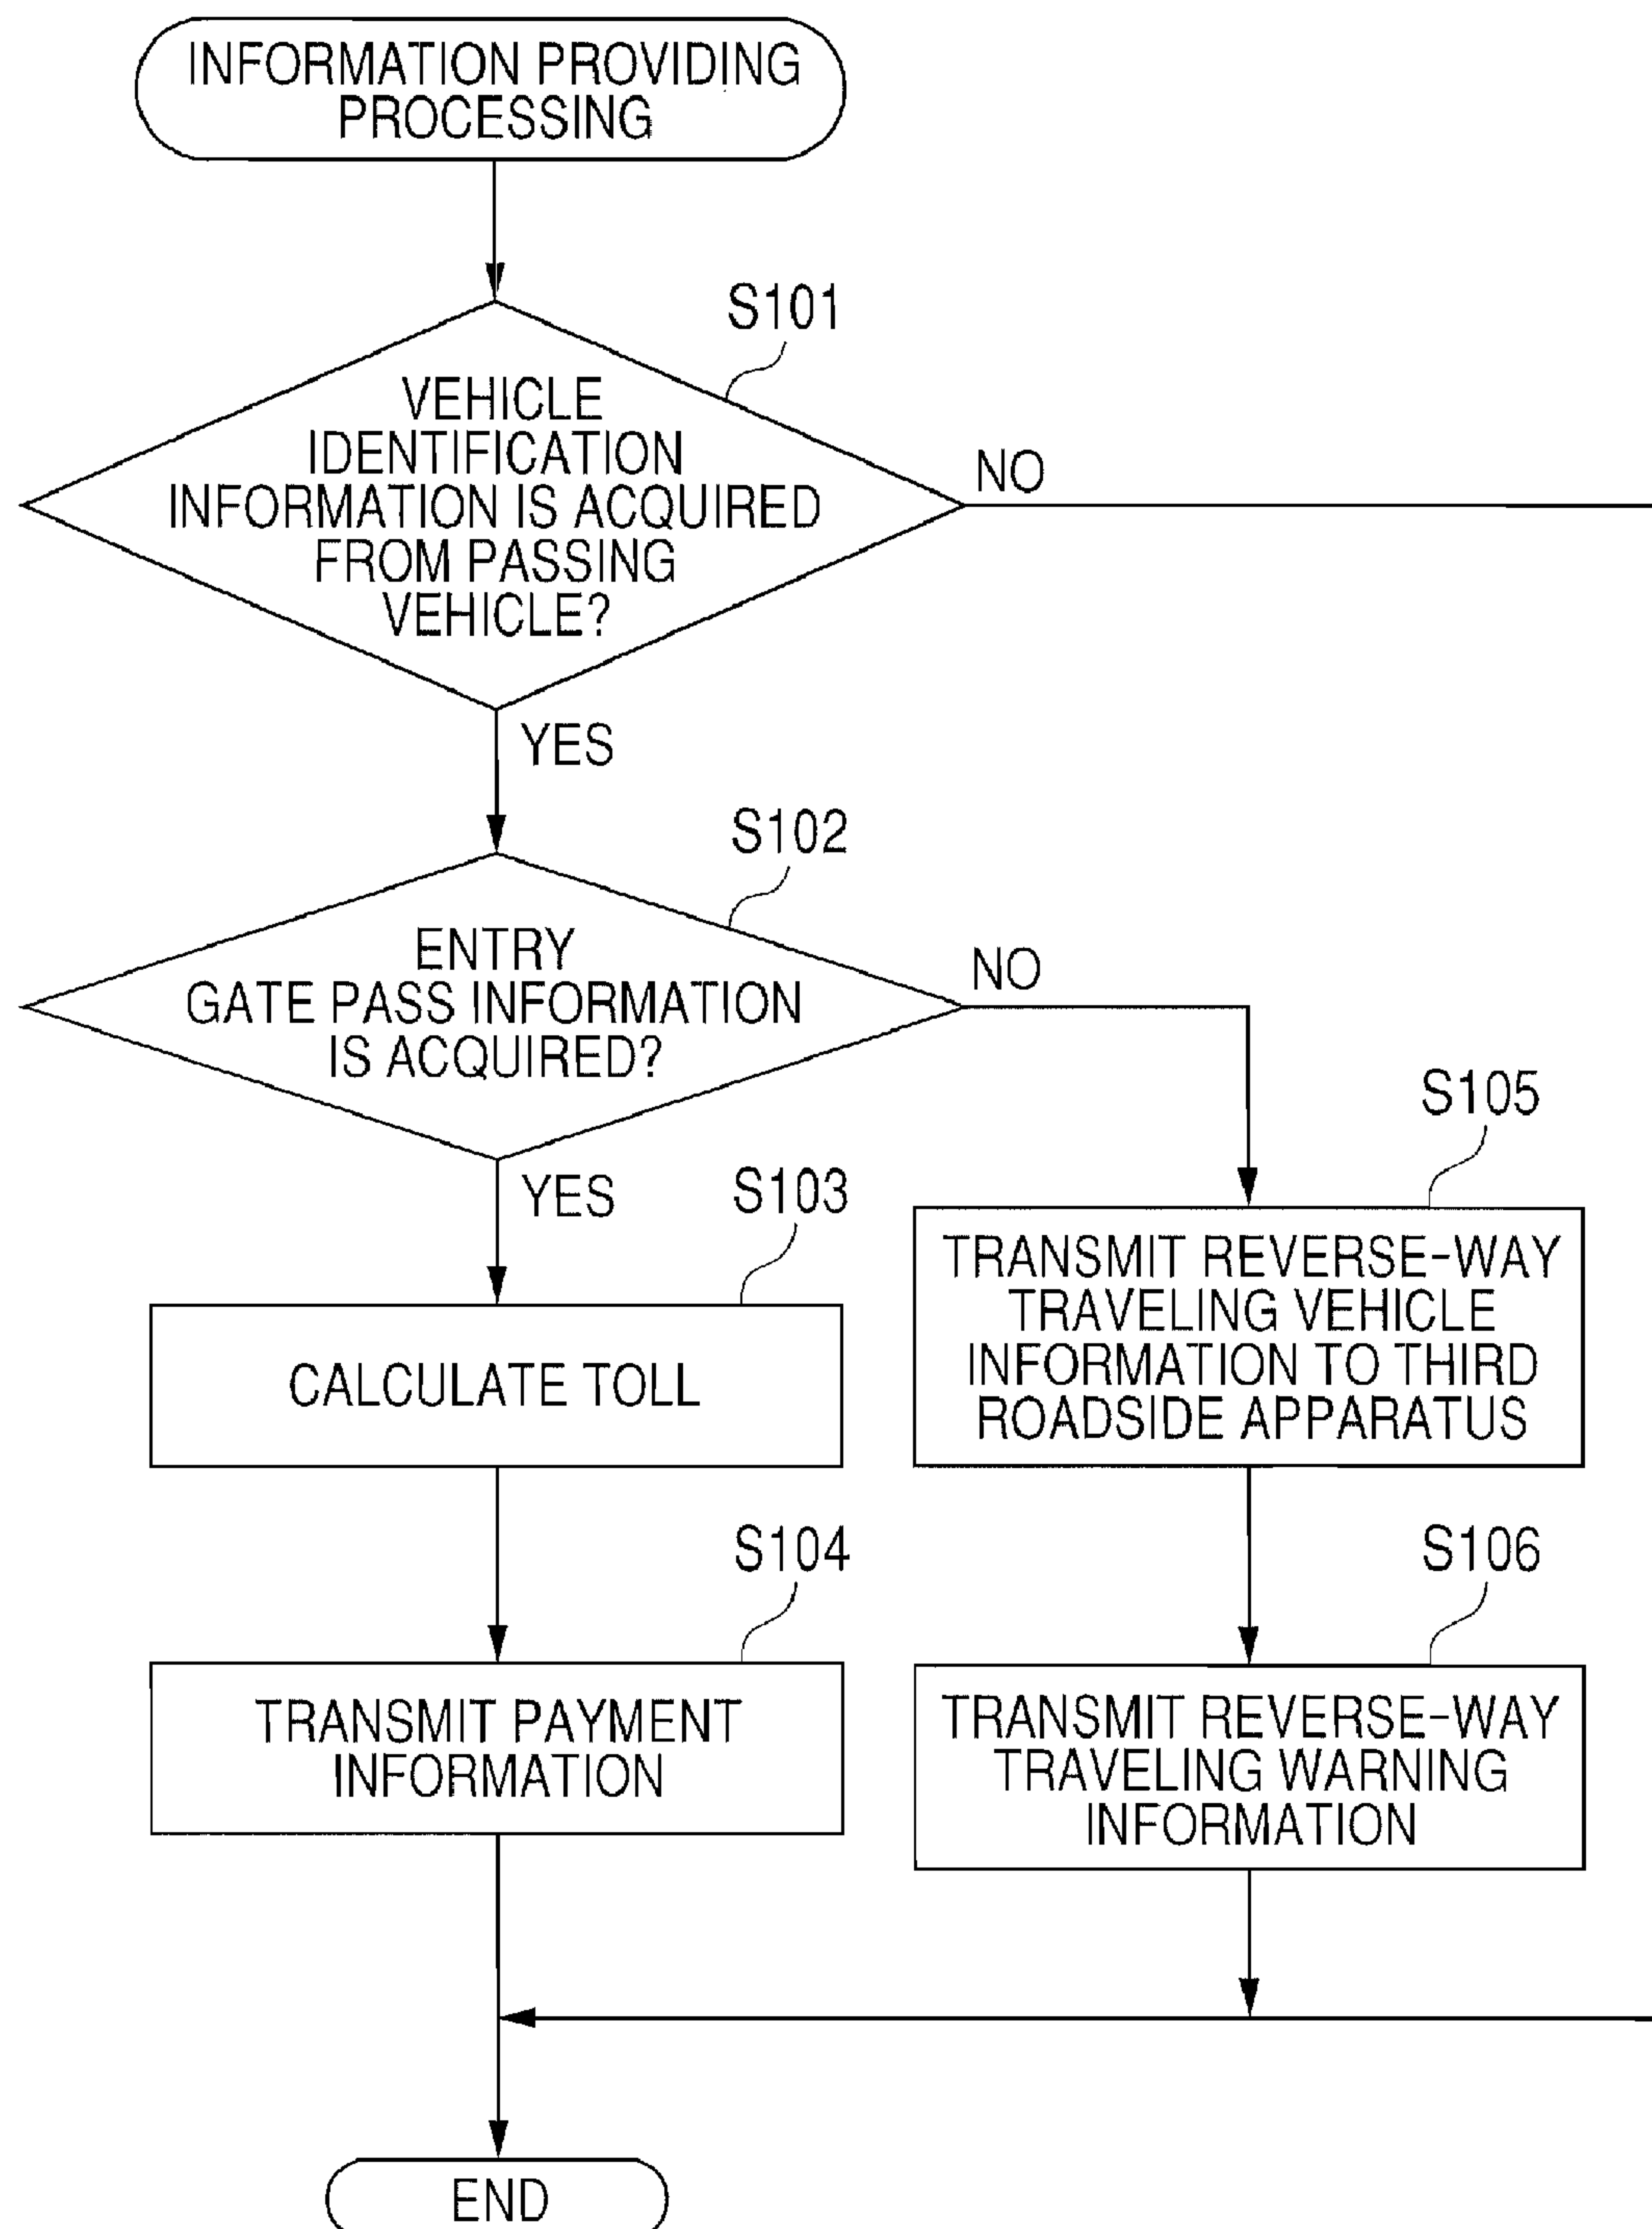 INFORMATION PROVIDING
PROCESSING
S101
VEHICLE
IDENTIFICATION
INFORMATION IS ACQUIRED
FROM PASSING
VEHICLE?
NO
YES
S102
ENTRY
GATE PASS INFORMATION
IS ACQUIRED?
NO
YES
S103
CALCULATE TOLL
S105
TRANSMIT REVERSE-WAY
TRAVELING VEHICLE
INFORMATION TO THIRD
ROADSIDE APPARATUS
S104
TRANSMIT PAYMENT
INFORMATION
S106
TRANSMIT REVERSE-WAY
TRAVELING WARNING
INFORMATION
END